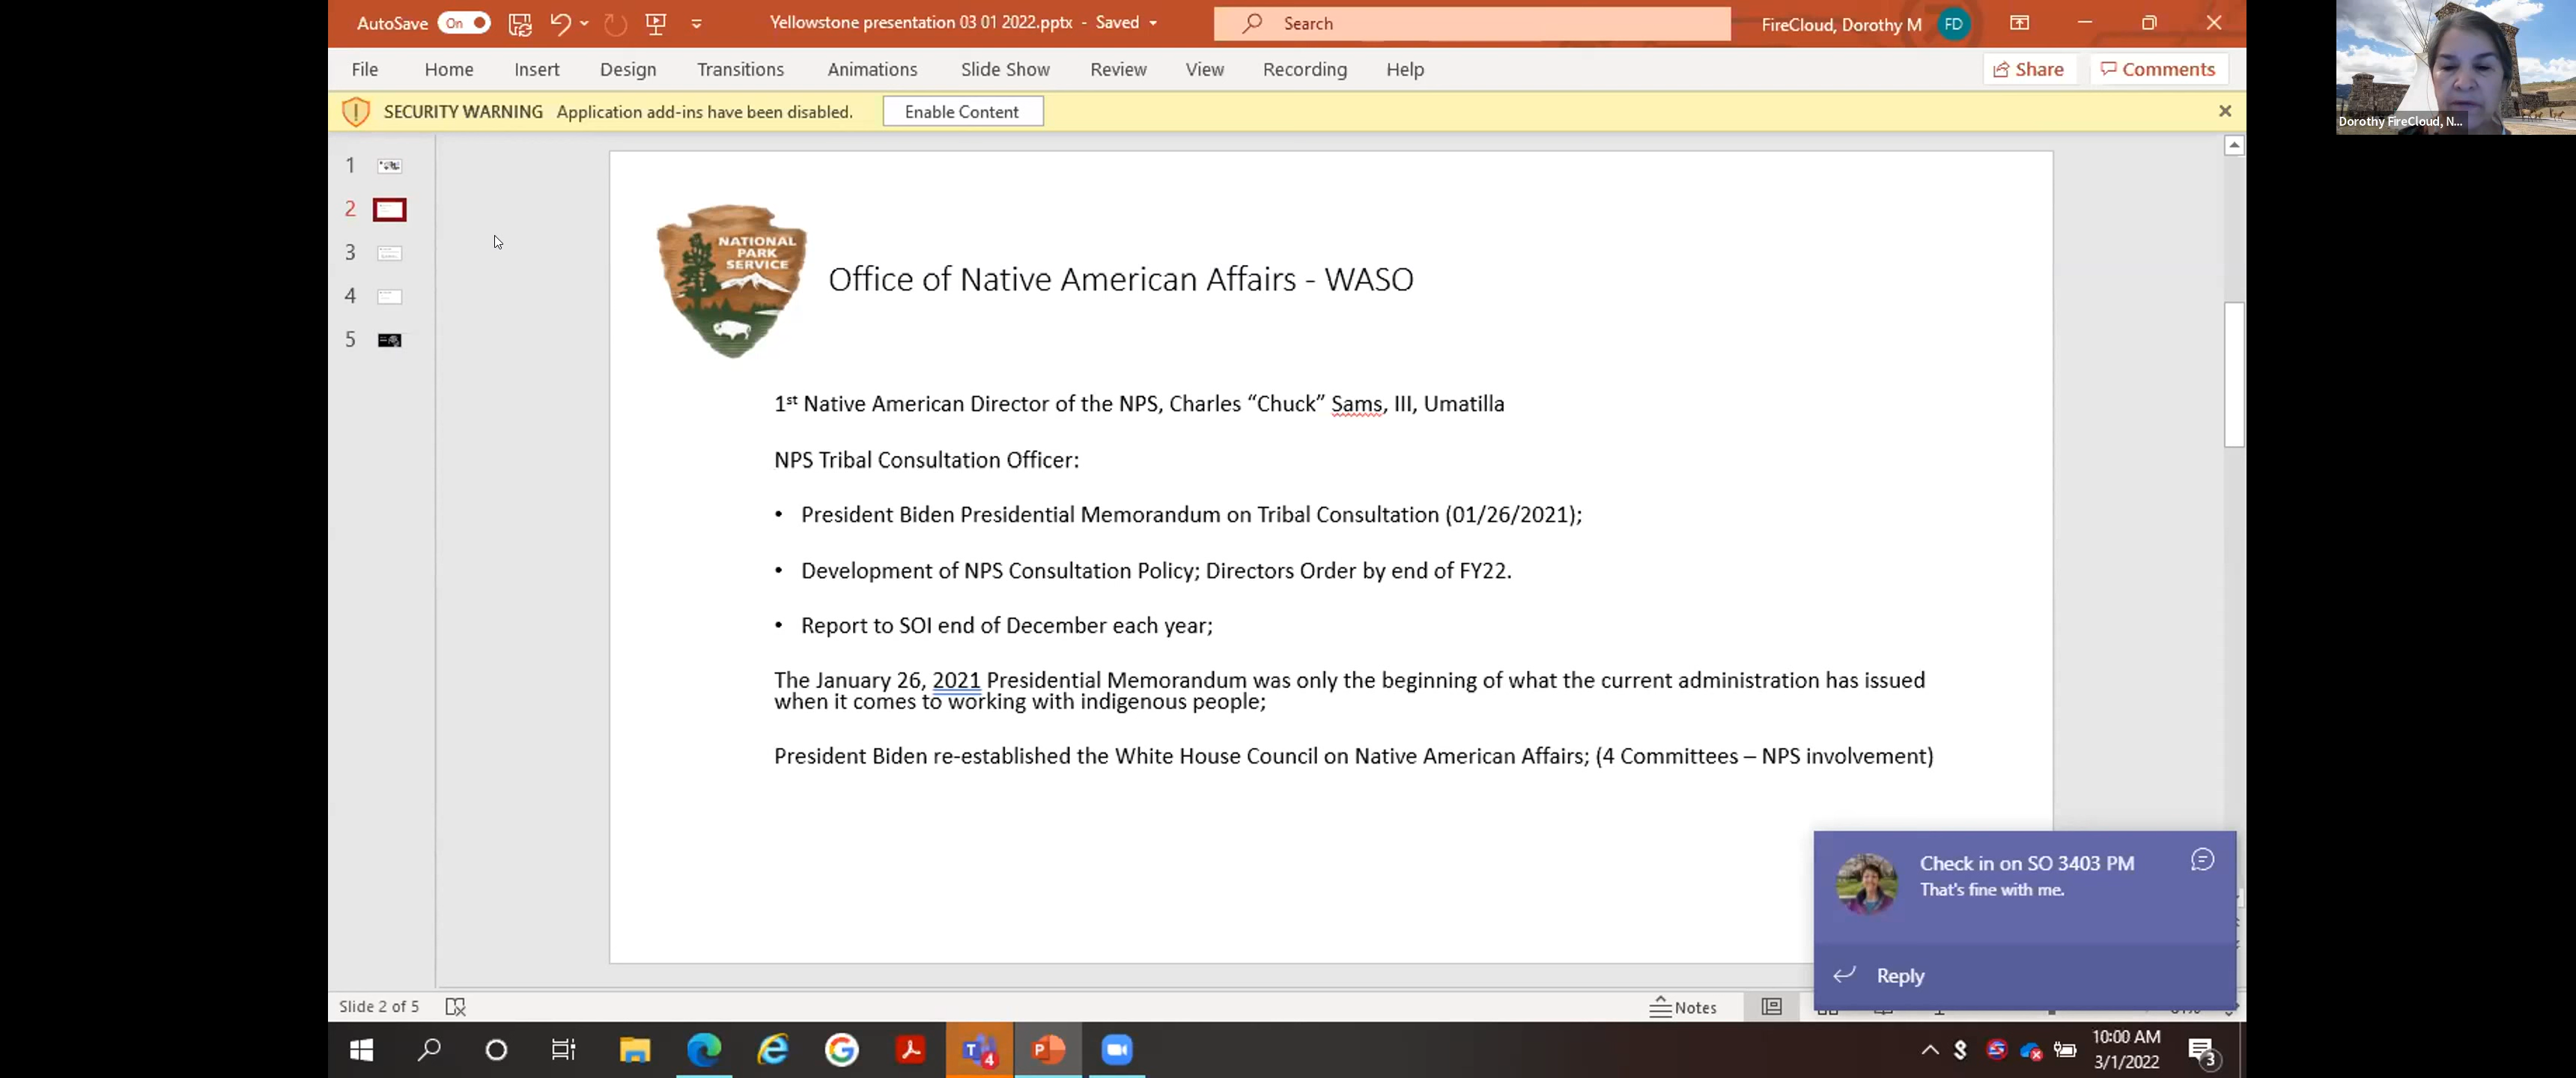 AutoSave On
Yellowstone presentation 03 01 2022.pptx - Saved
Search
FireCloud, Dorothy M FD
File Home Insert Design Transitions Animations Slide Show Review View Recording Help
Share Comments
SECURITY WARNING Application add-ins have been disabled. Enable Content
Dorothy FireCloud, N...
1
2
3
4
5
NATIONAL
PARK
SERVICE
Office of Native American Affairs - WASO
1st Native American Director of the NPS, Charles “Chuck” Sams, III, Umatilla
NPS Tribal Consultation Officer:
• President Biden Presidential Memorandum on Tribal Consultation (01/26/2021);
• Development of NPS Consultation Policy; Directors Order by end of FY22.
• Report to SOI end of December each year;
The January 26, 2021 Presidential Memorandum was only the beginning of what the current administration has issued
when it comes to working with indigenous people;
President Biden re-established the White House Council on Native American Affairs; (4 Committees – NPS involvement)
Check in on SO 3403 PM
That's fine with me.
Reply
Slide 2 of 5
Notes
4
10:00 AM
3/1/2022
3